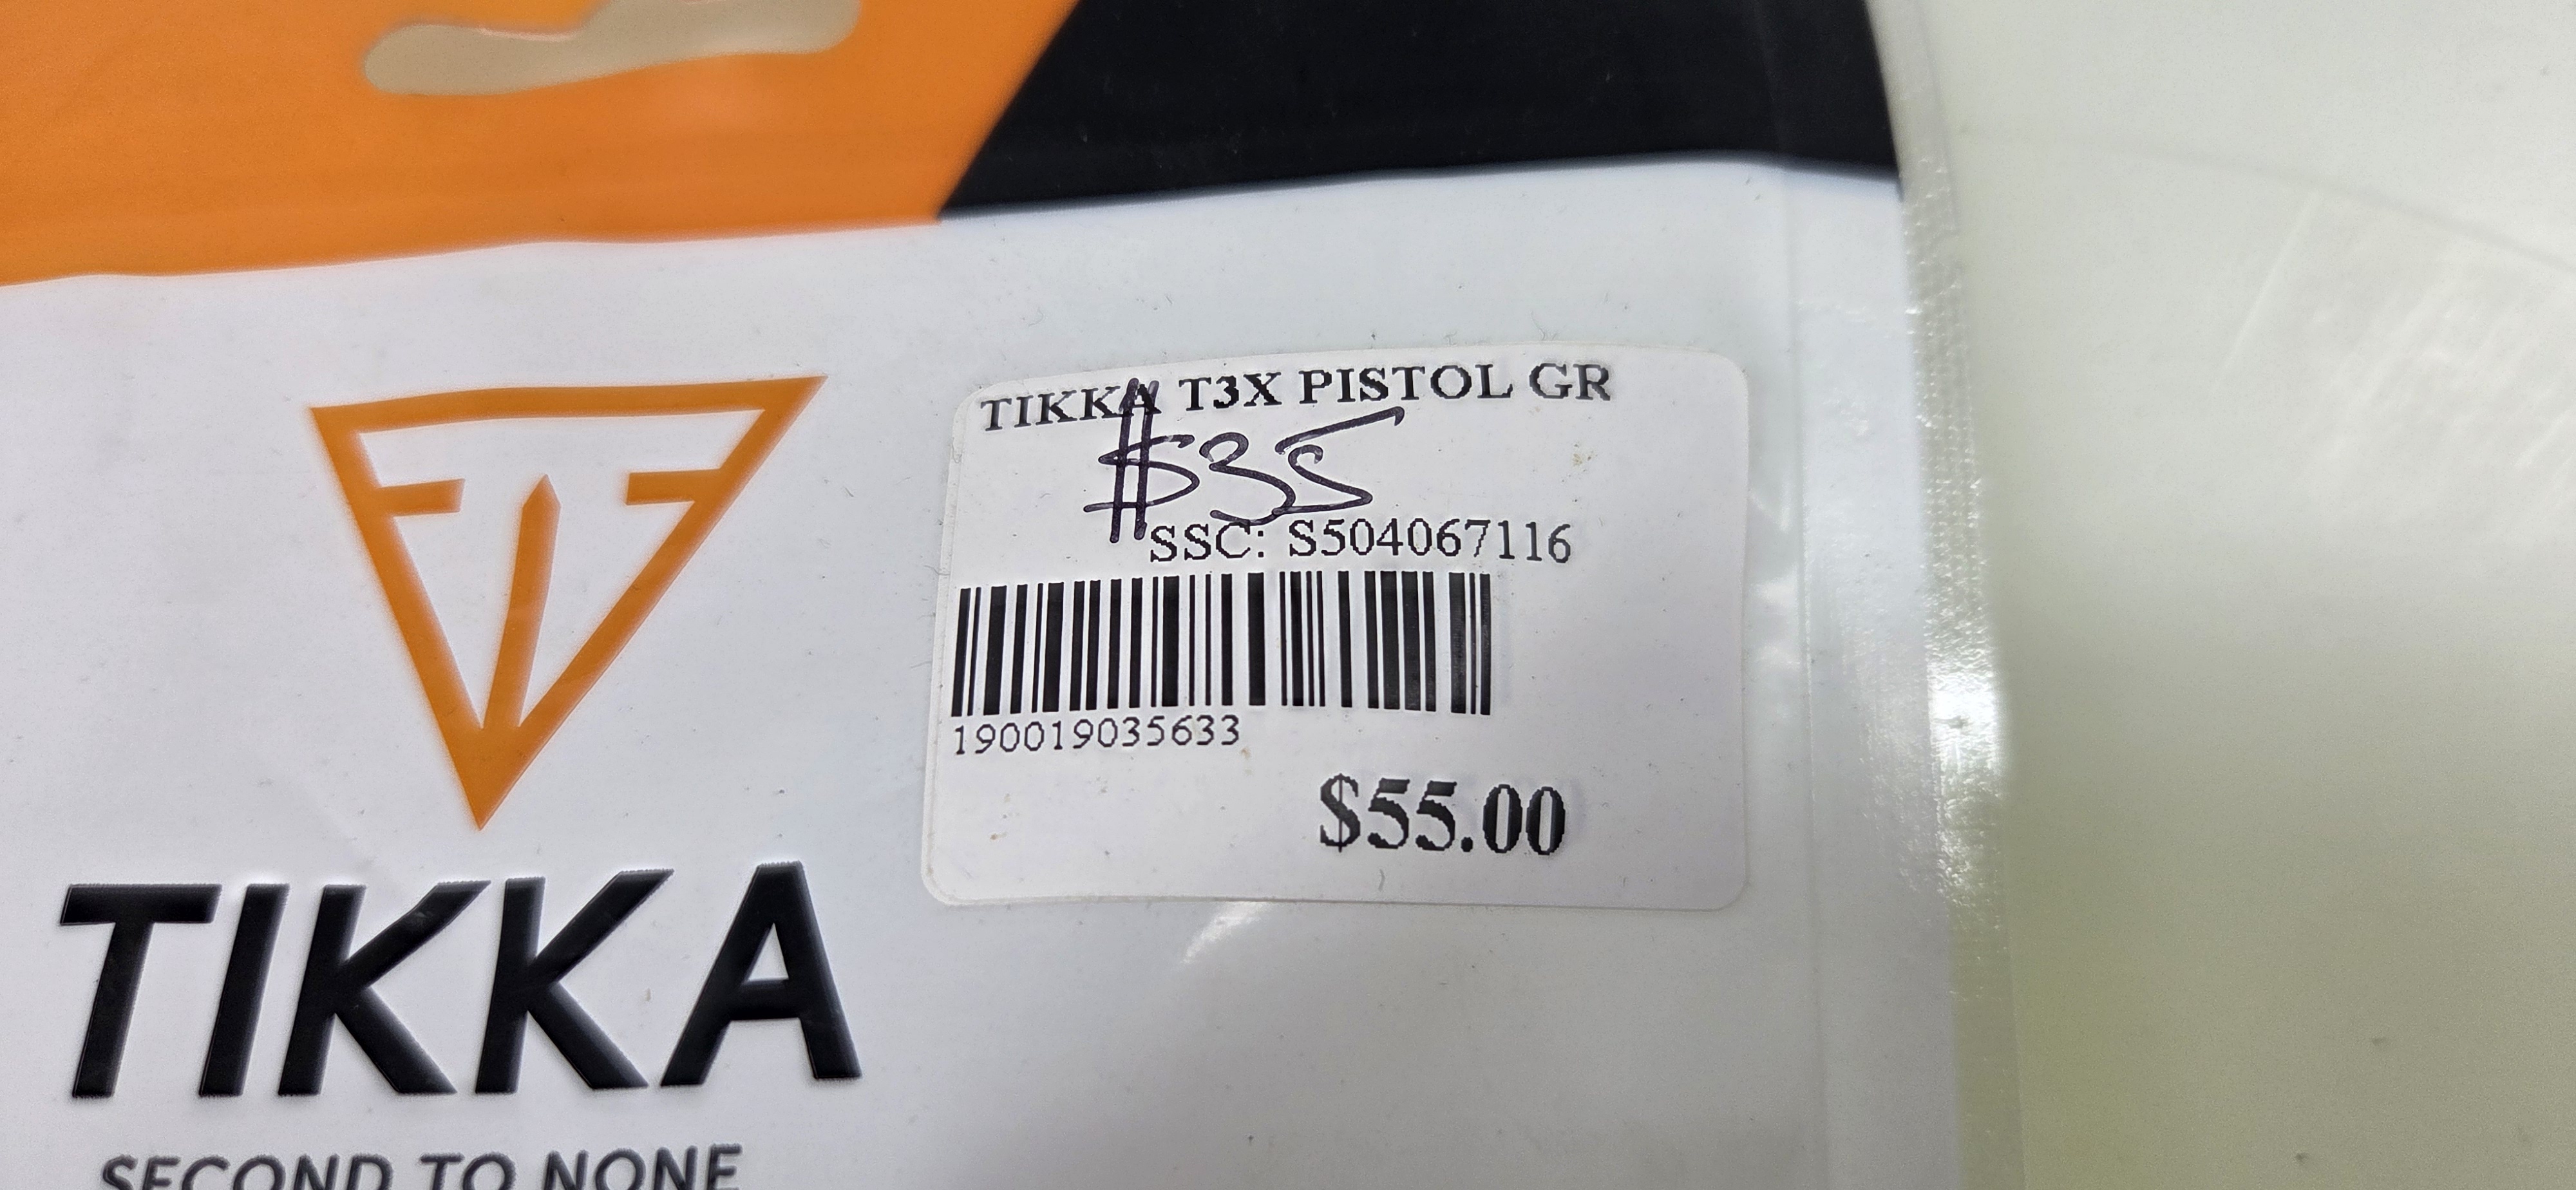 TIKKA T3X PISTOL GR
$35
SSC: S504067116
190019035633
$55.00
TIKKA
SECOND TO NONE